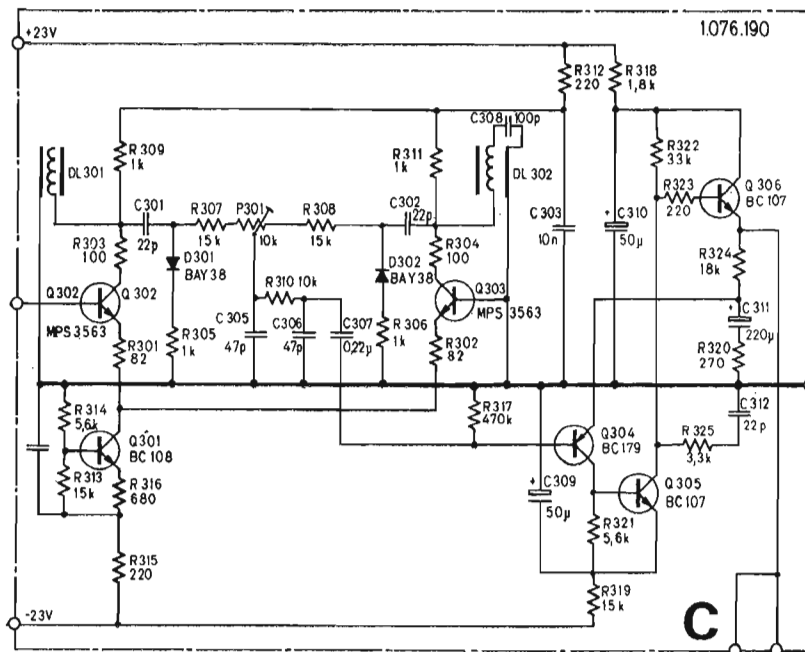 1.076.190
+23V
R312
220
R318
1,8k
C308
100p
R309
1k
R311
1k
R322
33k
DL301
DL 302
Q306
BC107
R323
220
C301
22p
R307
15k
P301
10k
R308
15k
C302
22p
C303
10n
+
C310
50µ
R303
100
D301
BAY38
D302
BAY38
R304
100
R324
18k
Q302
Q302
MPS3563
R310 10k
Q303
MPS 3563
+
C311
220µ
R301
82
R305
1k
C305
47p
C306
47p
C307
0,22µ
R306
1k
R302
82
R320
270
R314
5,6k
R317
470k
C312
22p
Q301
BC108
Q304
BC179
R325
3,3k
R313
15k
R316
680
+
C309
50µ
Q305
BC107
R321
5,6k
R315
220
R319
15k
-23V
C